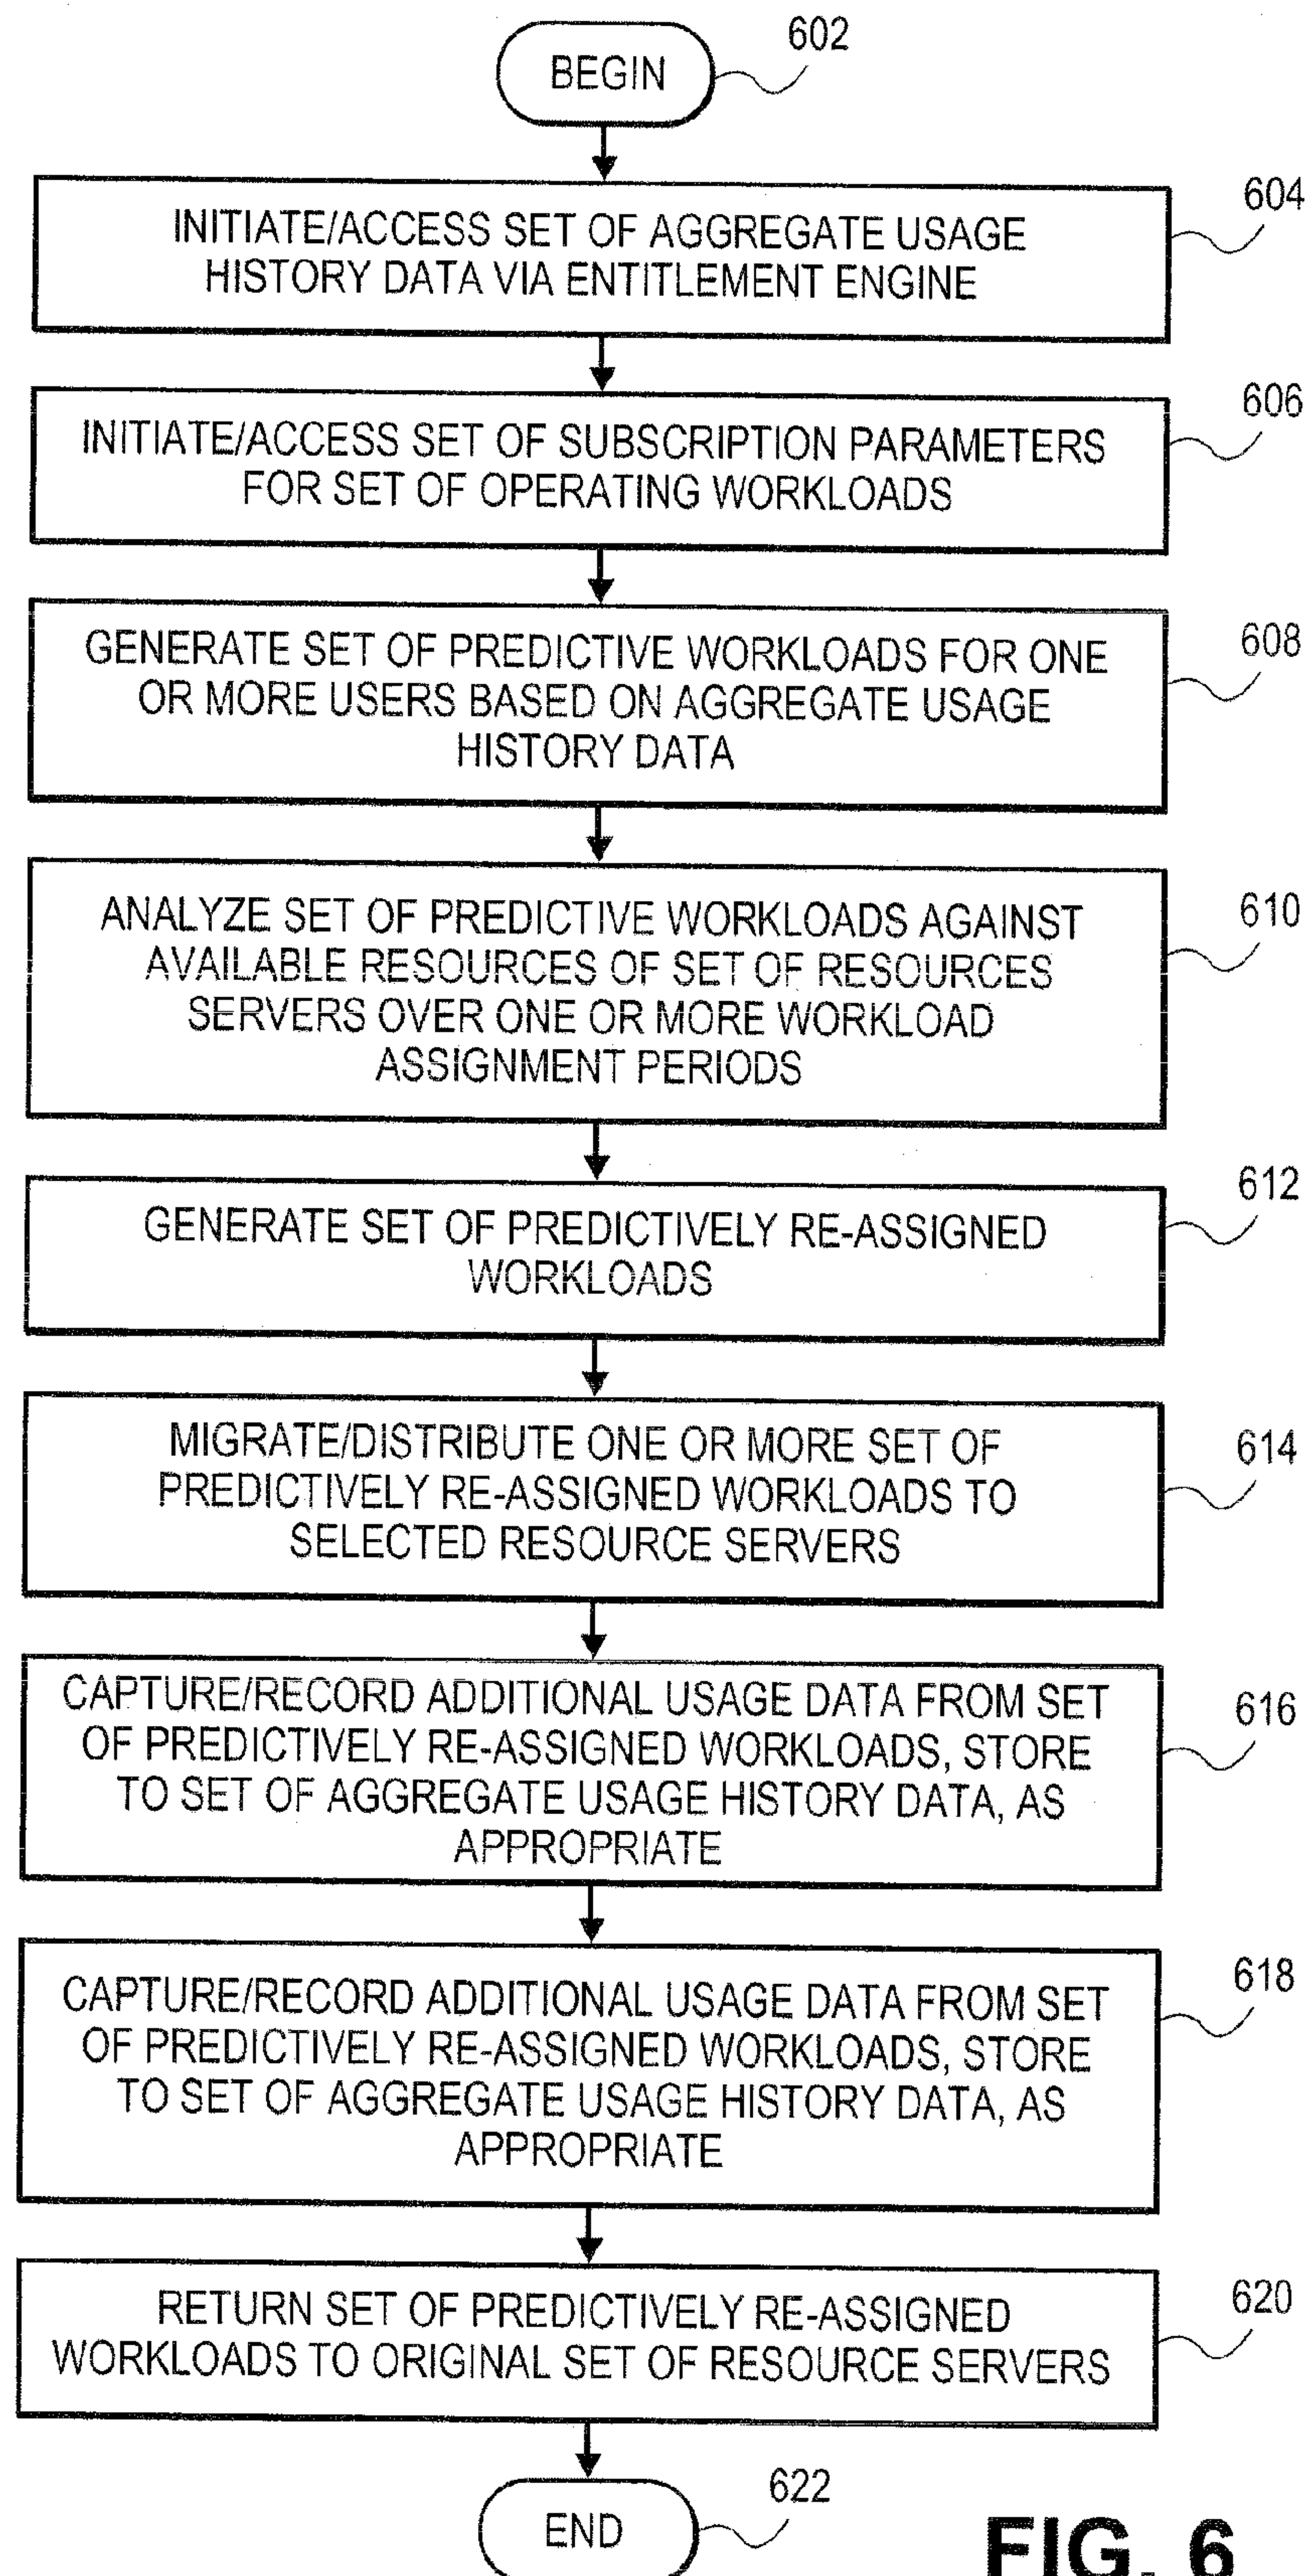 BEGIN
602
INITIATE/ACCESS SET OF AGGREGATE USAGE
HISTORY DATA VIA ENTITLEMENT ENGINE
604
INITIATE/ACCESS SET OF SUBSCRIPTION PARAMETERS
FOR SET OF OPERATING WORKLOADS
606
GENERATE SET OF PREDICTIVE WORKLOADS FOR ONE
OR MORE USERS BASED ON AGGREGATE USAGE
HISTORY DATA
608
ANALYZE SET OF PREDICTIVE WORKLOADS AGAINST
AVAILABLE RESOURCES OF SET OF RESOURCES
SERVERS OVER ONE OR MORE WORKLOAD
ASSIGNMENT PERIODS
610
GENERATE SET OF PREDICTIVELY RE-ASSIGNED
WORKLOADS
612
MIGRATE/DISTRIBUTE ONE OR MORE SET OF
PREDICTIVELY RE-ASSIGNED WORKLOADS TO
SELECTED RESOURCE SERVERS
614
CAPTURE/RECORD ADDITIONAL USAGE DATA FROM SET
OF PREDICTIVELY RE-ASSIGNED WORKLOADS, STORE
TO SET OF AGGREGATE USAGE HISTORY DATA, AS
APPROPRIATE
616
CAPTURE/RECORD ADDITIONAL USAGE DATA FROM SET
OF PREDICTIVELY RE-ASSIGNED WORKLOADS, STORE
TO SET OF AGGREGATE USAGE HISTORY DATA, AS
APPROPRIATE
618
RETURN SET OF PREDICTIVELY RE-ASSIGNED
WORKLOADS TO ORIGINAL SET OF RESOURCE SERVERS
620
END
622
FIG. 6